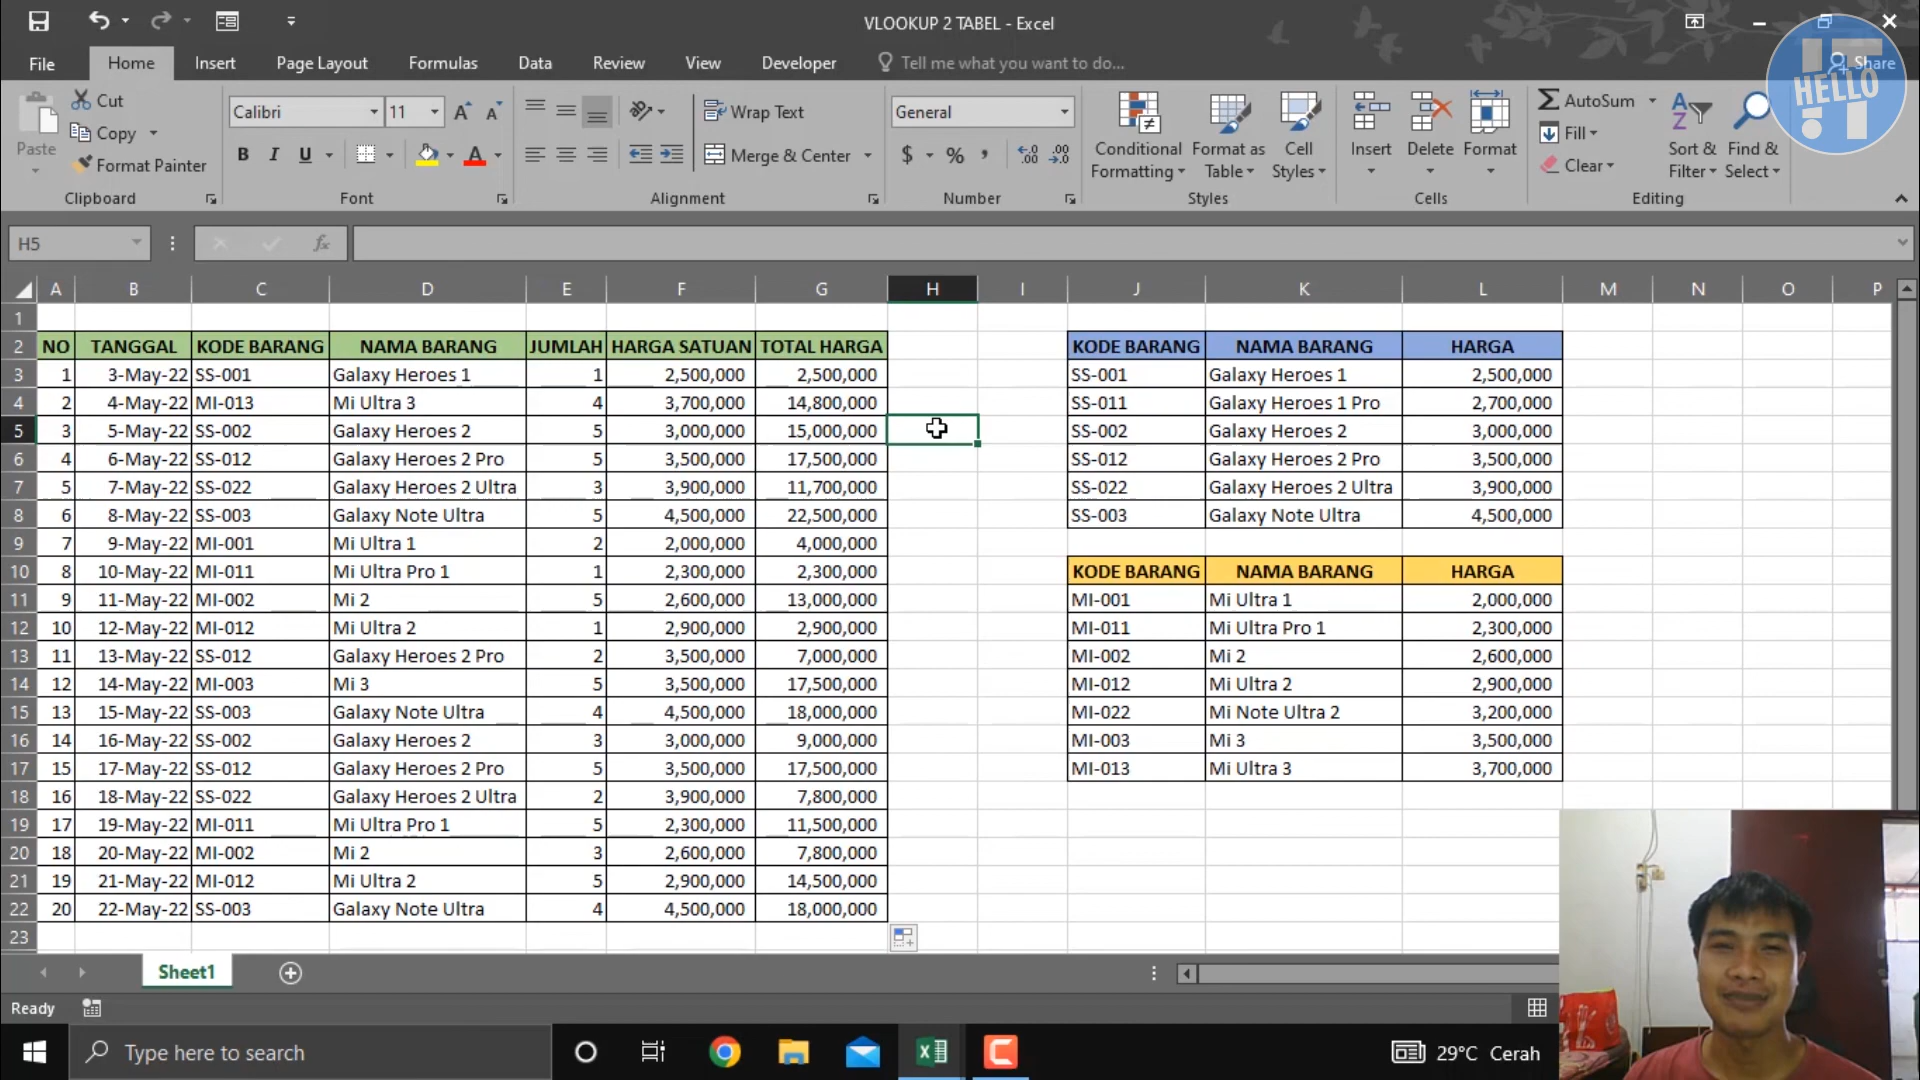 VLOOKUP 2 TABEL - Excel
File Home Insert Page Layout Formulas Data Review View Developer Tell me what you want to do... Share
HELLO IT!
Paste Cut Copy Format Painter Clipboard
Calibri 11 B I U Font
Wrap Text Merge & Center Alignment
General $ % , Number
Conditional Formatting Format as Table Cell Styles Styles
Insert Delete Format Cells
AutoSum Fill Clear Sort & Filter Find & Select Editing
H5 fx
A B C D E F G H I J K L M N O P
1
2 NO TANGGAL KODE BARANG NAMA BARANG JUMLAH HARGA SATUAN TOTAL HARGA KODE BARANG NAMA BARANG HARGA
3 1 3-May-22 SS-001 Galaxy Heroes 1 1 2,500,000 2,500,000 SS-001 Galaxy Heroes 1 2,500,000
4 2 4-May-22 MI-013 Mi Ultra 3 4 3,700,000 14,800,000 SS-011 Galaxy Heroes 1 Pro 2,700,000
5 3 5-May-22 SS-002 Galaxy Heroes 2 5 3,000,000 15,000,000 SS-002 Galaxy Heroes 2 3,000,000
6 4 6-May-22 SS-012 Galaxy Heroes 2 Pro 5 3,500,000 17,500,000 SS-012 Galaxy Heroes 2 Pro 3,500,000
7 5 7-May-22 SS-022 Galaxy Heroes 2 Ultra 3 3,900,000 11,700,000 SS-022 Galaxy Heroes 2 Ultra 3,900,000
8 6 8-May-22 SS-003 Galaxy Note Ultra 5 4,500,000 22,500,000 SS-003 Galaxy Note Ultra 4,500,000
9 7 9-May-22 MI-001 Mi Ultra 1 2 2,000,000 4,000,000
10 8 10-May-22 MI-011 Mi Ultra Pro 1 1 2,300,000 2,300,000 KODE BARANG NAMA BARANG HARGA
11 9 11-May-22 MI-002 Mi 2 5 2,600,000 13,000,000 MI-001 Mi Ultra 1 2,000,000
12 10 12-May-22 MI-012 Mi Ultra 2 1 2,900,000 2,900,000 MI-011 Mi Ultra Pro 1 2,300,000
13 11 13-May-22 SS-012 Galaxy Heroes 2 Pro 2 3,500,000 7,000,000 MI-002 Mi 2 2,600,000
14 12 14-May-22 MI-003 Mi 3 5 3,500,000 17,500,000 MI-012 Mi Ultra 2 2,900,000
15 13 15-May-22 SS-003 Galaxy Note Ultra 4 4,500,000 18,000,000 MI-022 Mi Note Ultra 2 3,200,000
16 14 16-May-22 SS-002 Galaxy Heroes 2 3 3,000,000 9,000,000 MI-003 Mi 3 3,500,000
17 15 17-May-22 SS-012 Galaxy Heroes 2 Pro 5 3,500,000 17,500,000 MI-013 Mi Ultra 3 3,700,000
18 16 18-May-22 SS-022 Galaxy Heroes 2 Ultra 2 3,900,000 7,800,000
19 17 19-May-22 MI-011 Mi Ultra Pro 1 5 2,300,000 11,500,000
20 18 20-May-22 MI-002 Mi 2 3 2,600,000 7,800,000
21 19 21-May-22 MI-012 Mi Ultra 2 5 2,900,000 14,500,000
22 20 22-May-22 SS-003 Galaxy Note Ultra 4 4,500,000 18,000,000
23
Sheet1
Ready
Type here to search 29°C Cerah